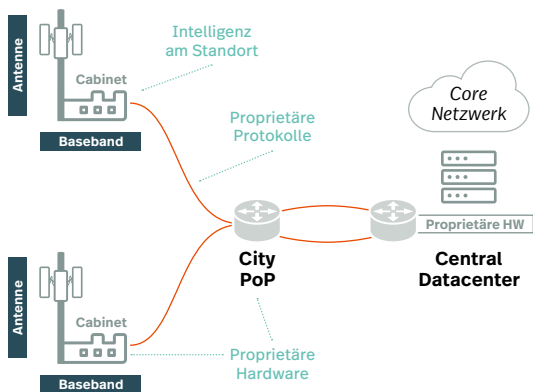 Antenne
Cabinet
Baseband
Intelligenz
am Standort
Proprietäre
Protokolle
Core
Netzwerk
City
PoP
Proprietäre HW
Central
Datacenter
Antenne
Cabinet
Baseband
Proprietäre
Hardware